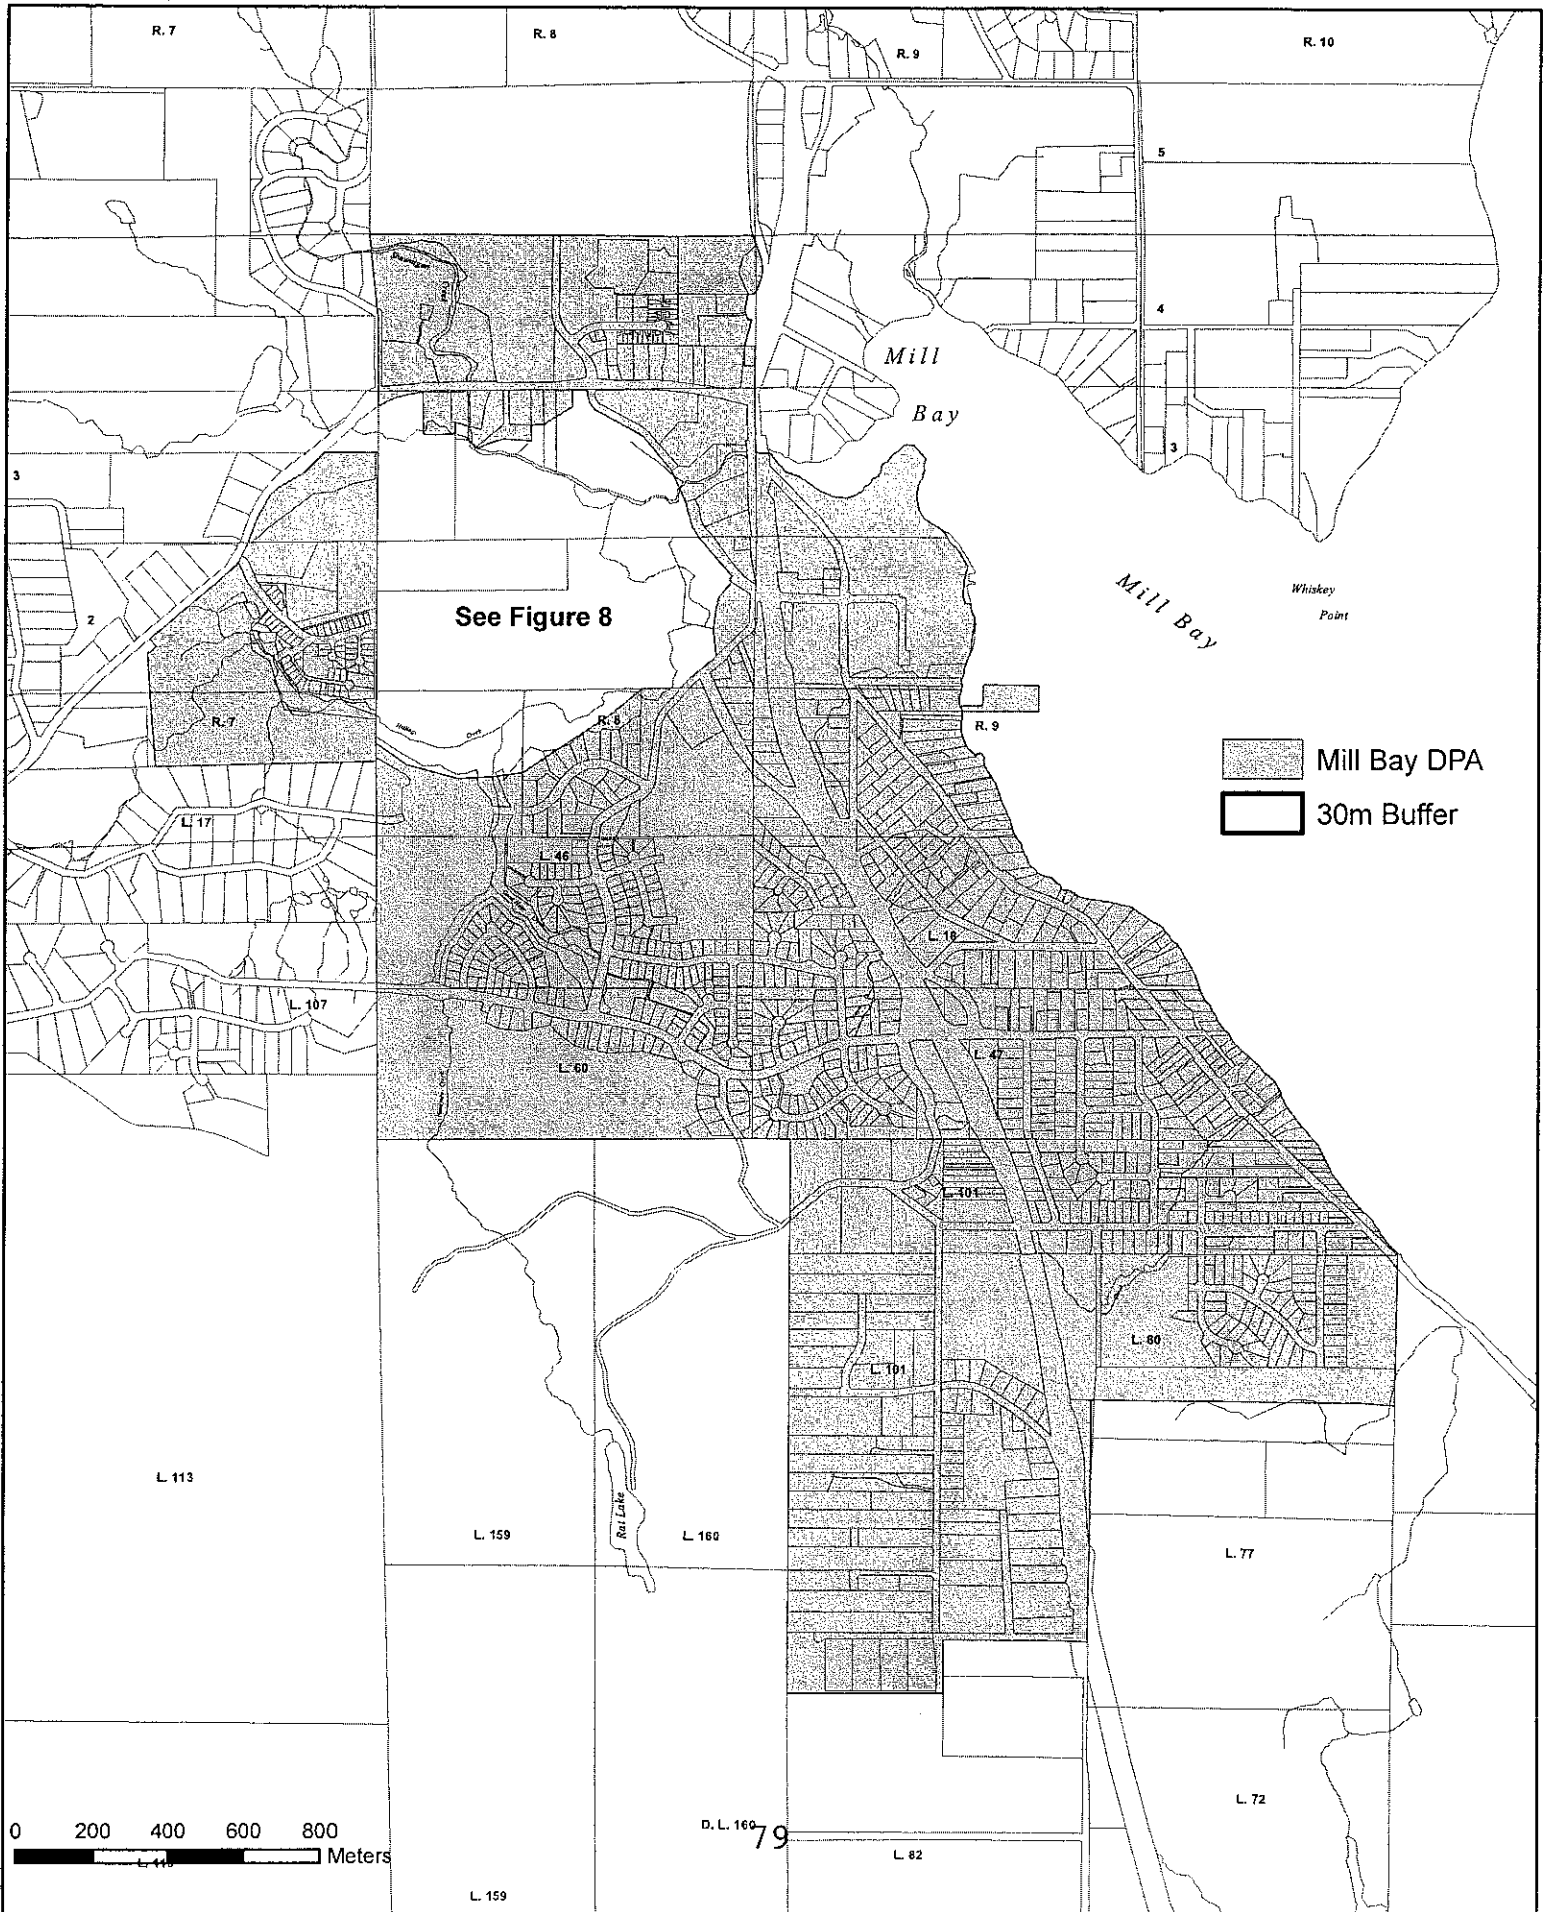 R. 7
R. 8
R. 9
R. 10
5
4
Mill
Bay
3
3
2
See Figure 8
Mill Bay
Whiskey
Point
R. 7
R. 8
R. 9
Creek
Mill Bay DPA
30m Buffer
L. 17
L. 46
L. 18
L. 107
L. 47
L. 60
L. 101
L. 80
L. 101
L. 113
L. 159
Rat Lake
L. 160
L. 77
L. 72
0 200 400 600 800
Meters
D. L. 160
79
L. 82
L. 159